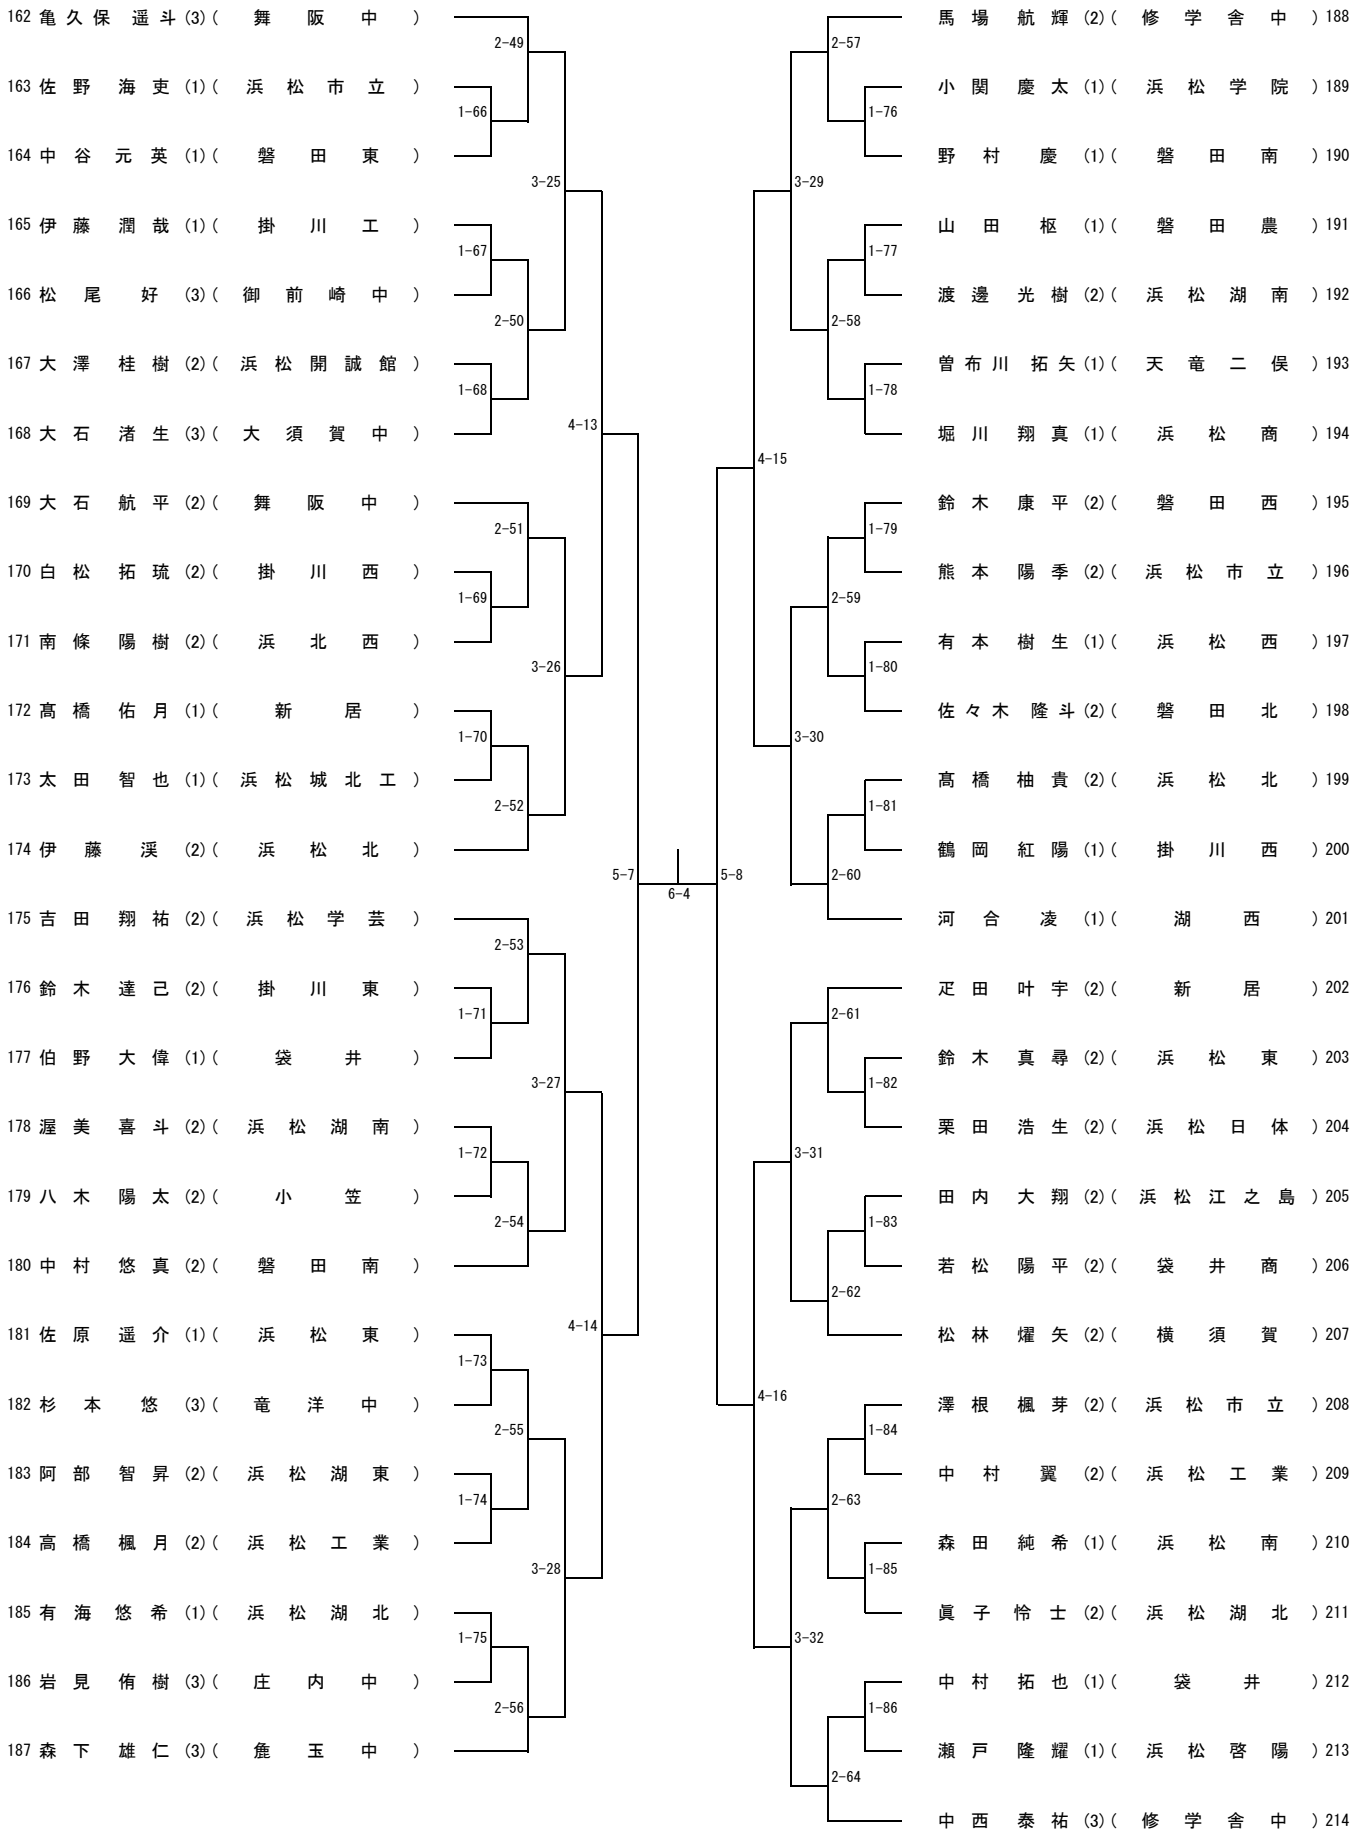 162 亀久保 遥斗 (3) ( 舞阪中 )
2-49
163 佐野 海吏 (1) ( 浜松市立 )
1-66
164 中谷 元英 (1) ( 磐田東 )
3-25
165 伊藤 潤哉 (1) ( 掛川工 )
1-67
166 松尾 好 (3) ( 御前崎中 )
2-50
167 大澤 桂樹 (2) ( 浜松開誠館 )
1-68
168 大石 渚生 (3) ( 大須賀中 )
4-13
169 大石 航平 (2) ( 舞阪中 )
2-51
170 白松 拓琉 (2) ( 掛川西 )
1-69
171 南條 陽樹 (2) ( 浜北西 )
3-26
172 髙橋 佑月 (1) ( 新居 )
1-70
173 太田 智也 (1) ( 浜松城北工 )
2-52
174 伊藤 渓 (2) ( 浜松北 )
5-7
175 吉田 翔祐 (2) ( 浜松学芸 )
2-53
176 鈴木 達己 (2) ( 掛川東 )
1-71
177 伯野 大偉 (1) ( 袋井 )
3-27
178 渥美 喜斗 (2) ( 浜松湖南 )
1-72
179 八木 陽太 (2) ( 小笠 )
2-54
180 中村 悠真 (2) ( 磐田南 )
4-14
181 佐原 遥介 (1) ( 浜松東 )
1-73
182 杉本 悠 (3) ( 竜洋中 )
2-55
183 阿部 智昇 (2) ( 浜松湖東 )
1-74
184 高橋 楓月 (2) ( 浜松工業 )
3-28
185 有海 悠希 (1) ( 浜松湖北 )
1-75
186 岩見 侑樹 (3) ( 庄内中 )
2-56
187 森下 雄仁 (3) ( 麁玉中 )
6-4
馬場 航輝 (2) ( 修学舎中 ) 188
2-57
小関 慶太 (1) ( 浜松学院 ) 189
1-76
野村 慶 (1) ( 磐田南 ) 190
3-29
山田 枢 (1) ( 磐田農 ) 191
1-77
渡邊 光樹 (2) ( 浜松湖南 ) 192
2-58
曽布川 拓矢 (1) ( 天竜二俣 ) 193
1-78
堀川 翔真 (1) ( 浜松商 ) 194
4-15
鈴木 康平 (2) ( 磐田西 ) 195
1-79
熊本 陽季 (2) ( 浜松市立 ) 196
2-59
有本 樹生 (1) ( 浜松西 ) 197
1-80
佐々木 隆斗 (2) ( 磐田北 ) 198
3-30
髙橋 柚貴 (2) ( 浜松北 ) 199
1-81
鶴岡 紅陽 (1) ( 掛川西 ) 200
2-60
5-8
河合 凌 (1) ( 湖西 ) 201
疋田 叶宇 (2) ( 新居 ) 202
2-61
鈴木 真尋 (2) ( 浜松東 ) 203
1-82
栗田 浩生 (2) ( 浜松日体 ) 204
3-31
田内 大翔 (2) ( 浜松江之島 ) 205
1-83
若松 陽平 (2) ( 袋井商 ) 206
2-62
松林 燿矢 (2) ( 横須賀 ) 207
4-16
澤根 楓芽 (2) ( 浜松市立 ) 208
1-84
中村 翼 (2) ( 浜松工業 ) 209
2-63
森田 純希 (1) ( 浜松南 ) 210
1-85
眞子 怜士 (2) ( 浜松湖北 ) 211
3-32
中村 拓也 (1) ( 袋井 ) 212
1-86
瀬戸 隆耀 (1) ( 浜松啓陽 ) 213
2-64
中西 泰祐 (3) ( 修学舎中 ) 214